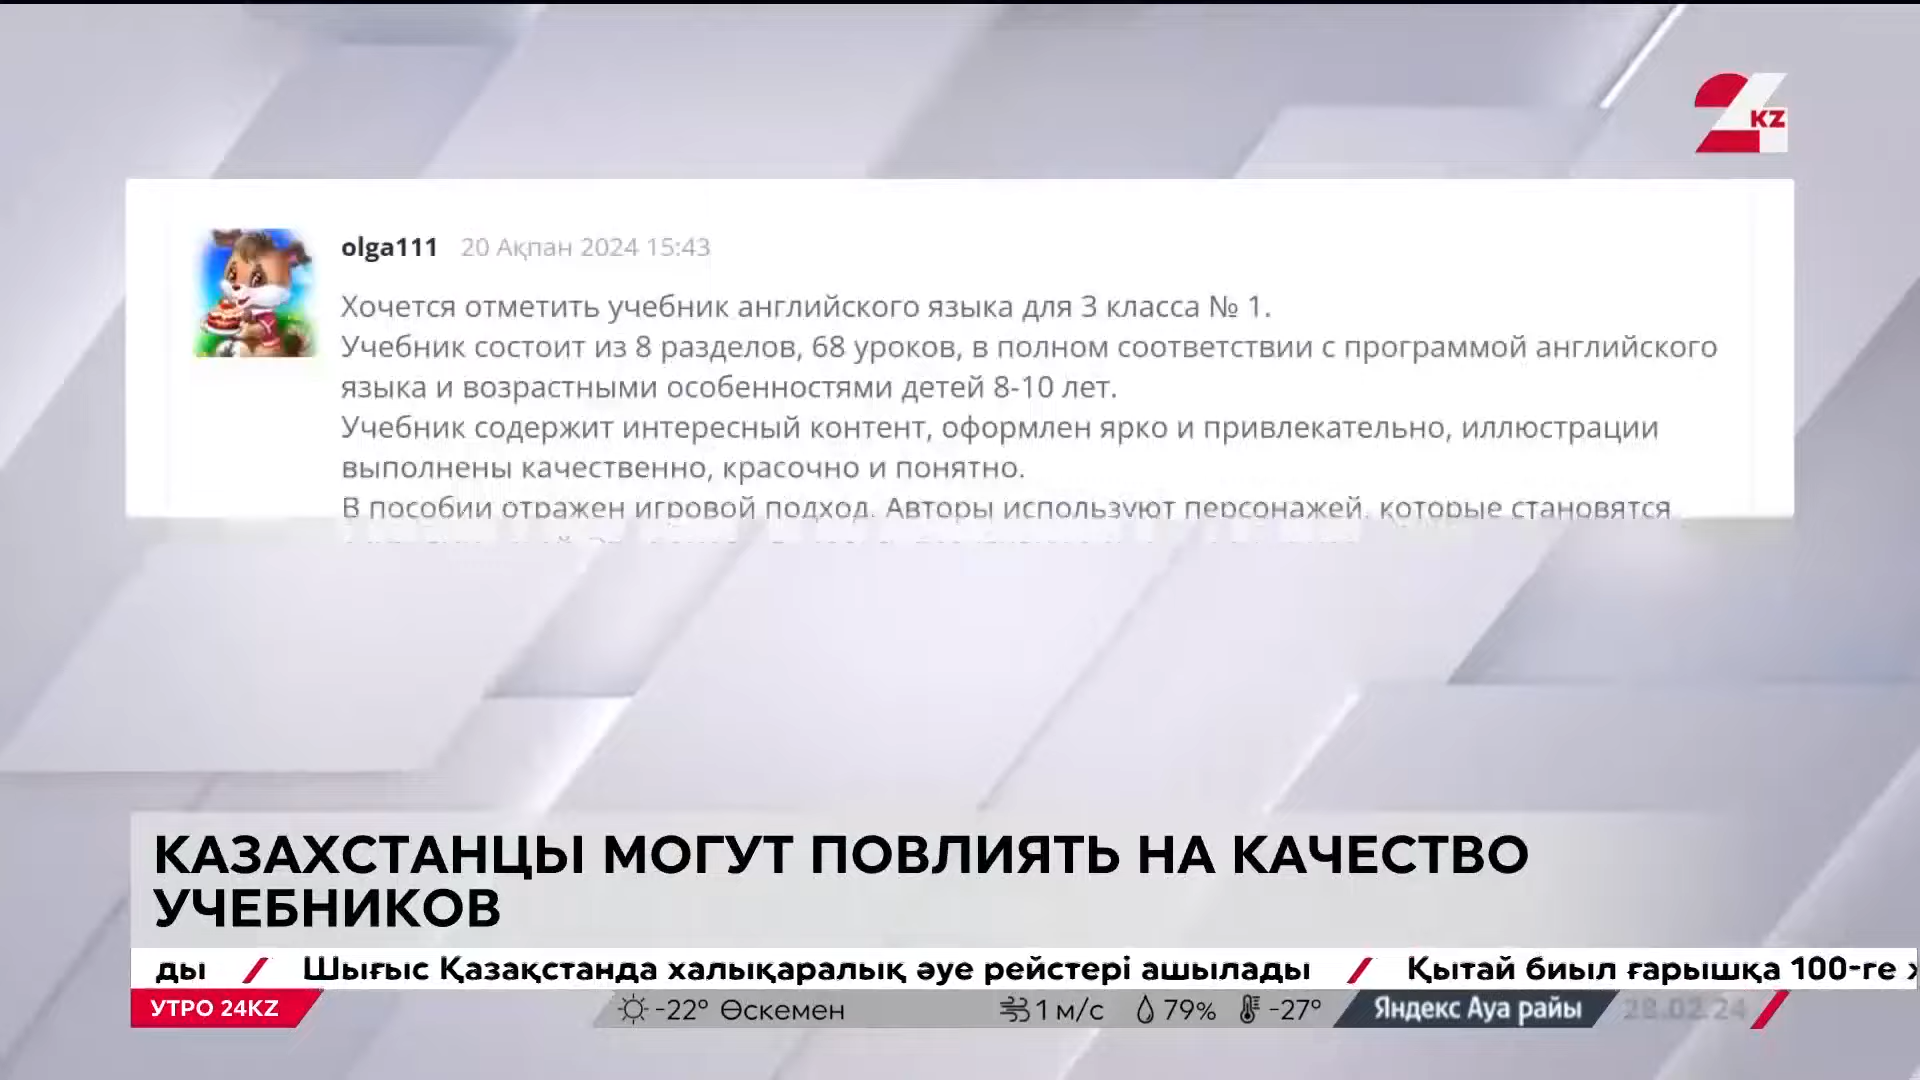 KZ
olga111 20 Ақпан 2024 15:43
Хочется отметить учебник английского языка для 3 класса № 1.
Учебник состоит из 8 разделов, 68 уроков, в полном соответствии с программой английского
языка и возрастными особенностями детей 8-10 лет.
Учебник содержит интересный контент, оформлен ярко и привлекательно, иллюстрации
выполнены качественно, красочно и понятно.
В пособии отражен игровой подход. Авторы используют персонажей, которые становятся
КАЗАХСТАНЦЫ МОГУТ ПОВЛИЯТЬ НА КАЧЕСТВО
УЧЕБНИКОВ
ды / Шығыс Қазақстанда халықаралық әуе рейстері ашылады / Қытай биыл ғарышқа 100-ге
УТРО 24KZ -22° Өскемен 1 м/с 79% -27° Яндекс Ауа райы 28.02.24